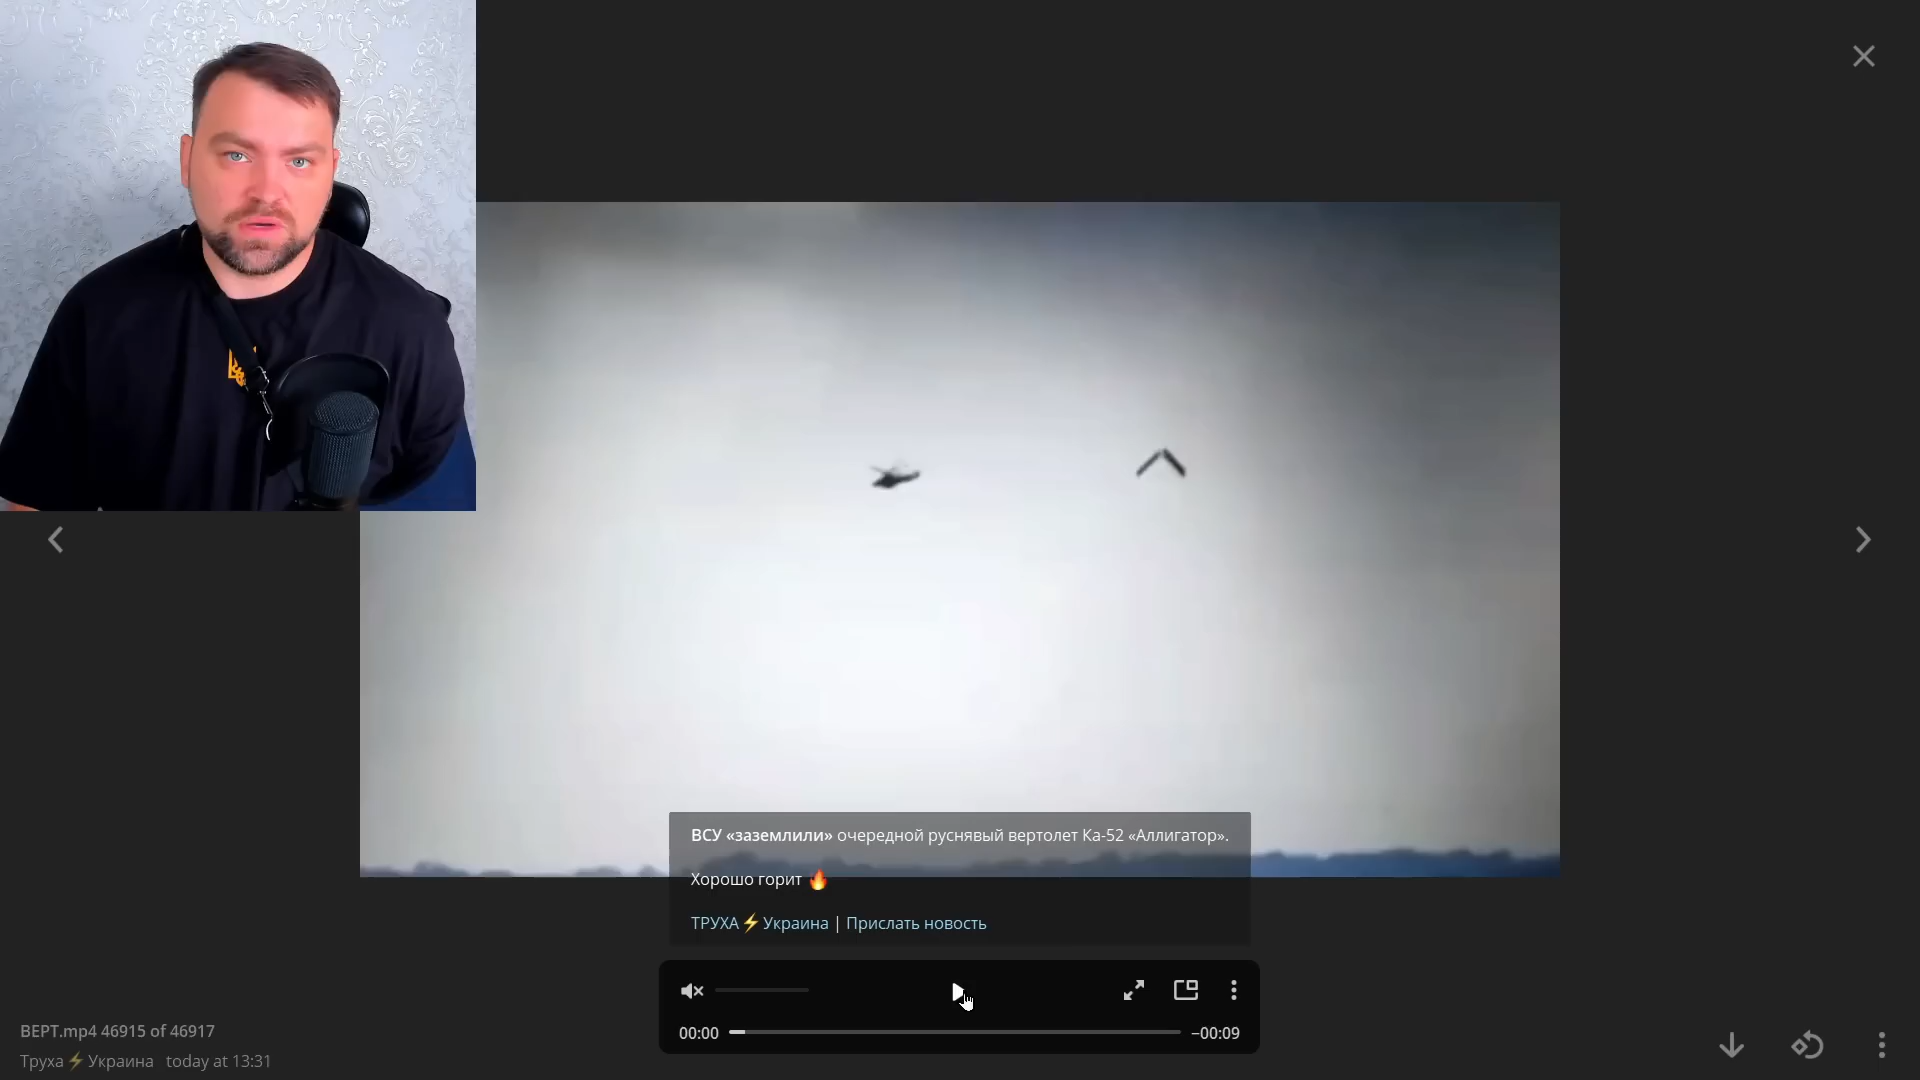 ВСУ «заземлили» очередной руснявый вертолет Ка-52 «Аллигатор».
Хорошо горит 🔥
ТРУХА⚡Украина | Прислать новость
00:00
−00:09
ВЕРТ.mp4 46915 of 46917
Труха⚡Украина today at 13:31